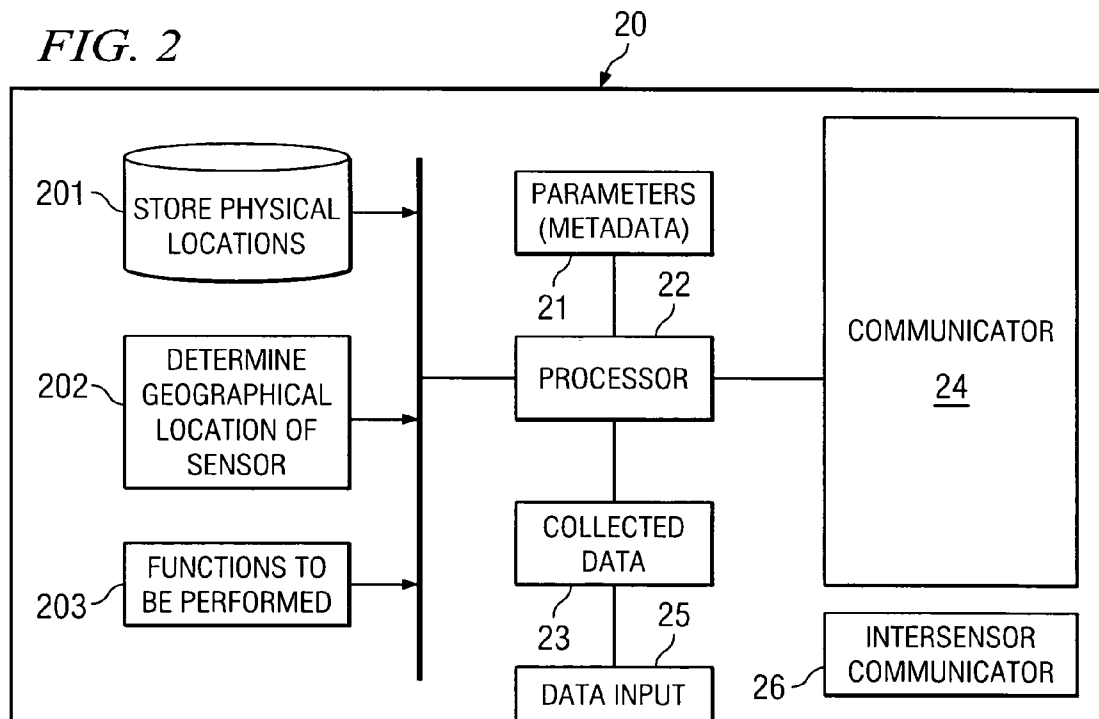 FIG. 2
20
201
STORE PHYSICAL
LOCATIONS
PARAMETERS
(METADATA)
21
22
202
DETERMINE
GEOGRAPHICAL
LOCATION OF
SENSOR
PROCESSOR
COMMUNICATOR
24
203
FUNCTIONS TO
BE PERFORMED
COLLECTED
DATA
23
25
DATA INPUT
INTERSENSOR
COMMUNICATOR
26